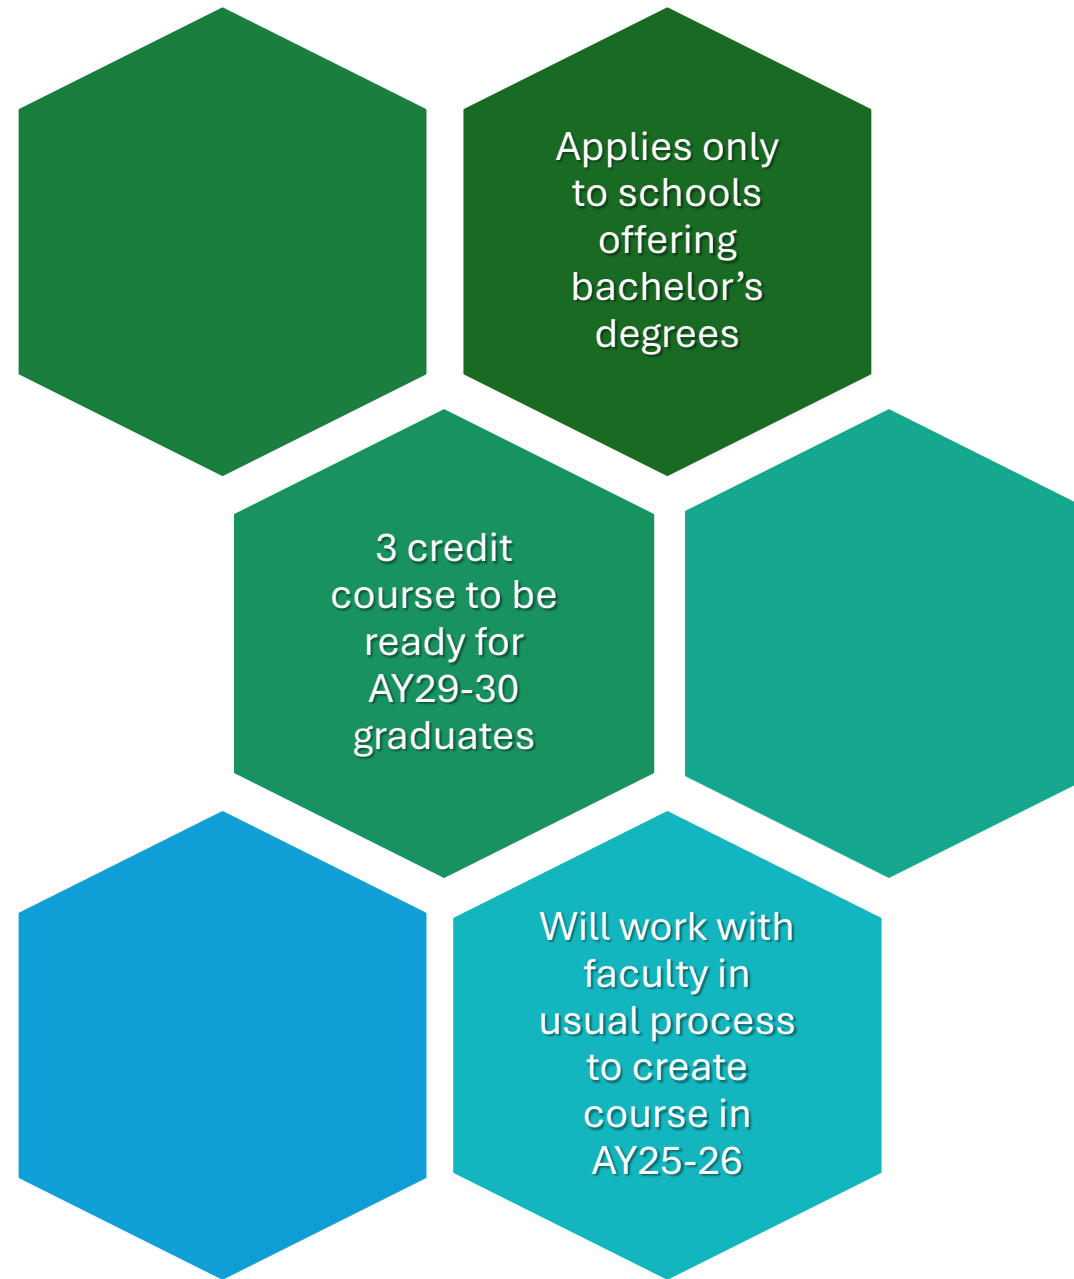 Applies only
to schools
offering
bachelor’s
degrees
3 credit
course to be
ready for
AY29-30
graduates
Will work with
faculty in
usual process
to create
course in
AY25-26